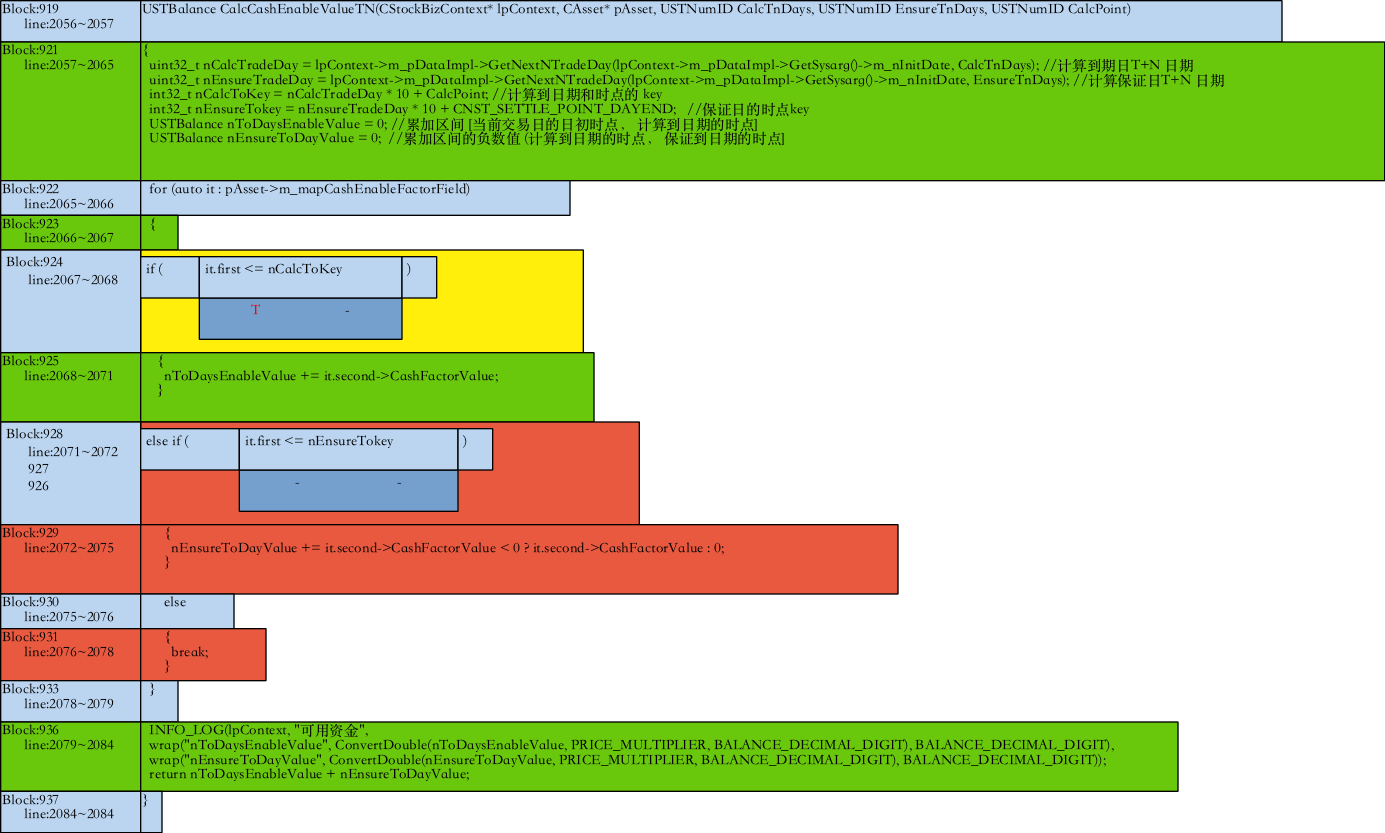 Block:919
line:2056~2057
USTBalance CalcCashEnableValueTN(CStockBizContext* lpContext, CAsset* pAsset, USTNumID CalcTnDays, USTNumID EnsureTnDays, USTNumID CalcPoint)
Block:921
line:2057~2065
{
uint32_t nCalcTradeDay = lpContext->m_pDataImpl->GetNextNTradeDay(lpContext->m_pDataImpl->GetSysarg()->m_nInitDate, CalcTnDays); //计算到期日T+N 日期
uint32_t nEnsureTradeDay = lpContext->m_pDataImpl->GetNextNTradeDay(lpContext->m_pDataImpl->GetSysarg()->m_nInitDate, EnsureTnDays); //计算保证日T+N 日期
int32_t nCalcToKey = nCalcTradeDay * 10 + CalcPoint; //计算到日期和时点的 key
int32_t nEnsureTokey = nEnsureTradeDay * 10 + CNST_SETTLE_POINT_DAYEND; //保证日的时点key
USTBalance nToDaysEnableValue = 0; //累加区间 [当前交易日的日初时点， 计算到日期的时点]
USTBalance nEnsureToDayValue = 0; //累加区间的负数值 (计算到日期的时点， 保证到日期的时点]
Block:922
line:2065~2066
for (auto it : pAsset->m_mapCashEnableFactorField)
Block:923
line:2066~2067
{
Block:924
line:2067~2068
if ( it.first <= nCalcToKey )
T -
Block:925
line:2068~2071
{
nToDaysEnableValue += it.second->CashFactorValue;
}
Block:928
line:2071~2072
927
926
else if ( it.first <= nEnsureTokey )
- -
Block:929
line:2072~2075
{
nEnsureToDayValue += it.second->CashFactorValue < 0 ? it.second->CashFactorValue : 0;
}
Block:930
line:2075~2076
else
Block:931
line:2076~2078
{
break;
}
Block:933
line:2078~2079
}
Block:936
line:2079~2084
INFO_LOG(lpContext, "可用资金",
wrap("nToDaysEnableValue", ConvertDouble(nToDaysEnableValue, PRICE_MULTIPLIER, BALANCE_DECIMAL_DIGIT), BALANCE_DECIMAL_DIGIT),
wrap("nEnsureToDayValue", ConvertDouble(nEnsureToDayValue, PRICE_MULTIPLIER, BALANCE_DECIMAL_DIGIT), BALANCE_DECIMAL_DIGIT));
return nToDaysEnableValue + nEnsureToDayValue;
Block:937
line:2084~2084
}